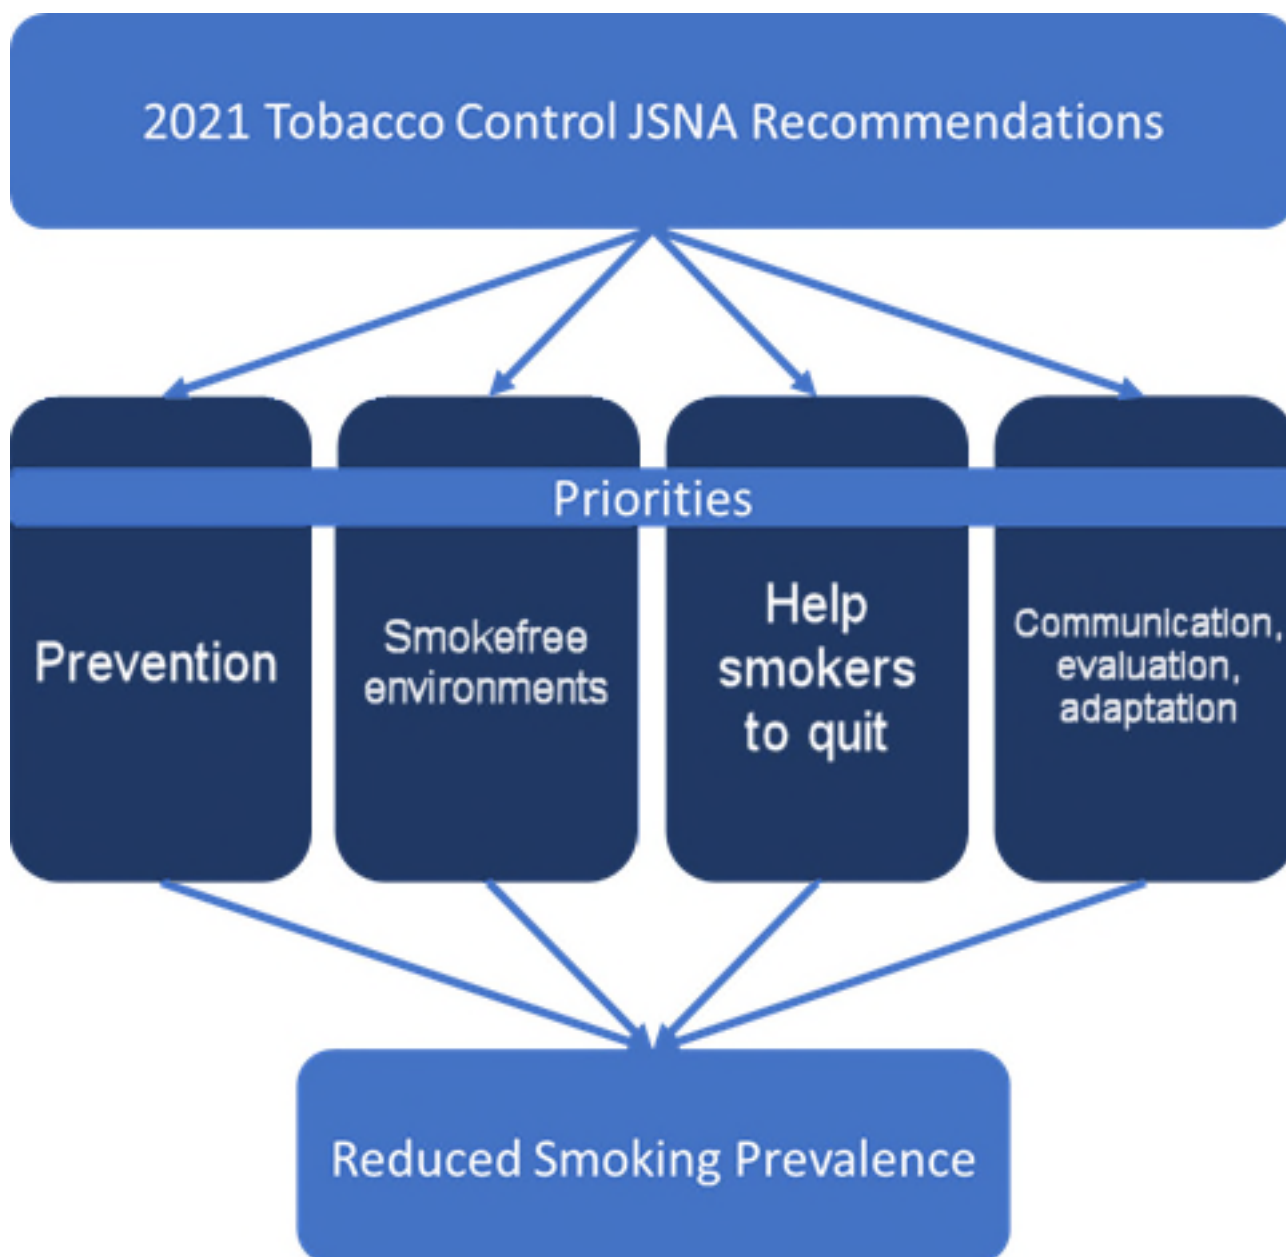 2021 Tobacco Control JSNA Recommendations
Priorities
Prevention
Smokefree
environments
Help
smokers
to quit
Communication,
evaluation,
adaptation
Reduced Smoking Prevalence